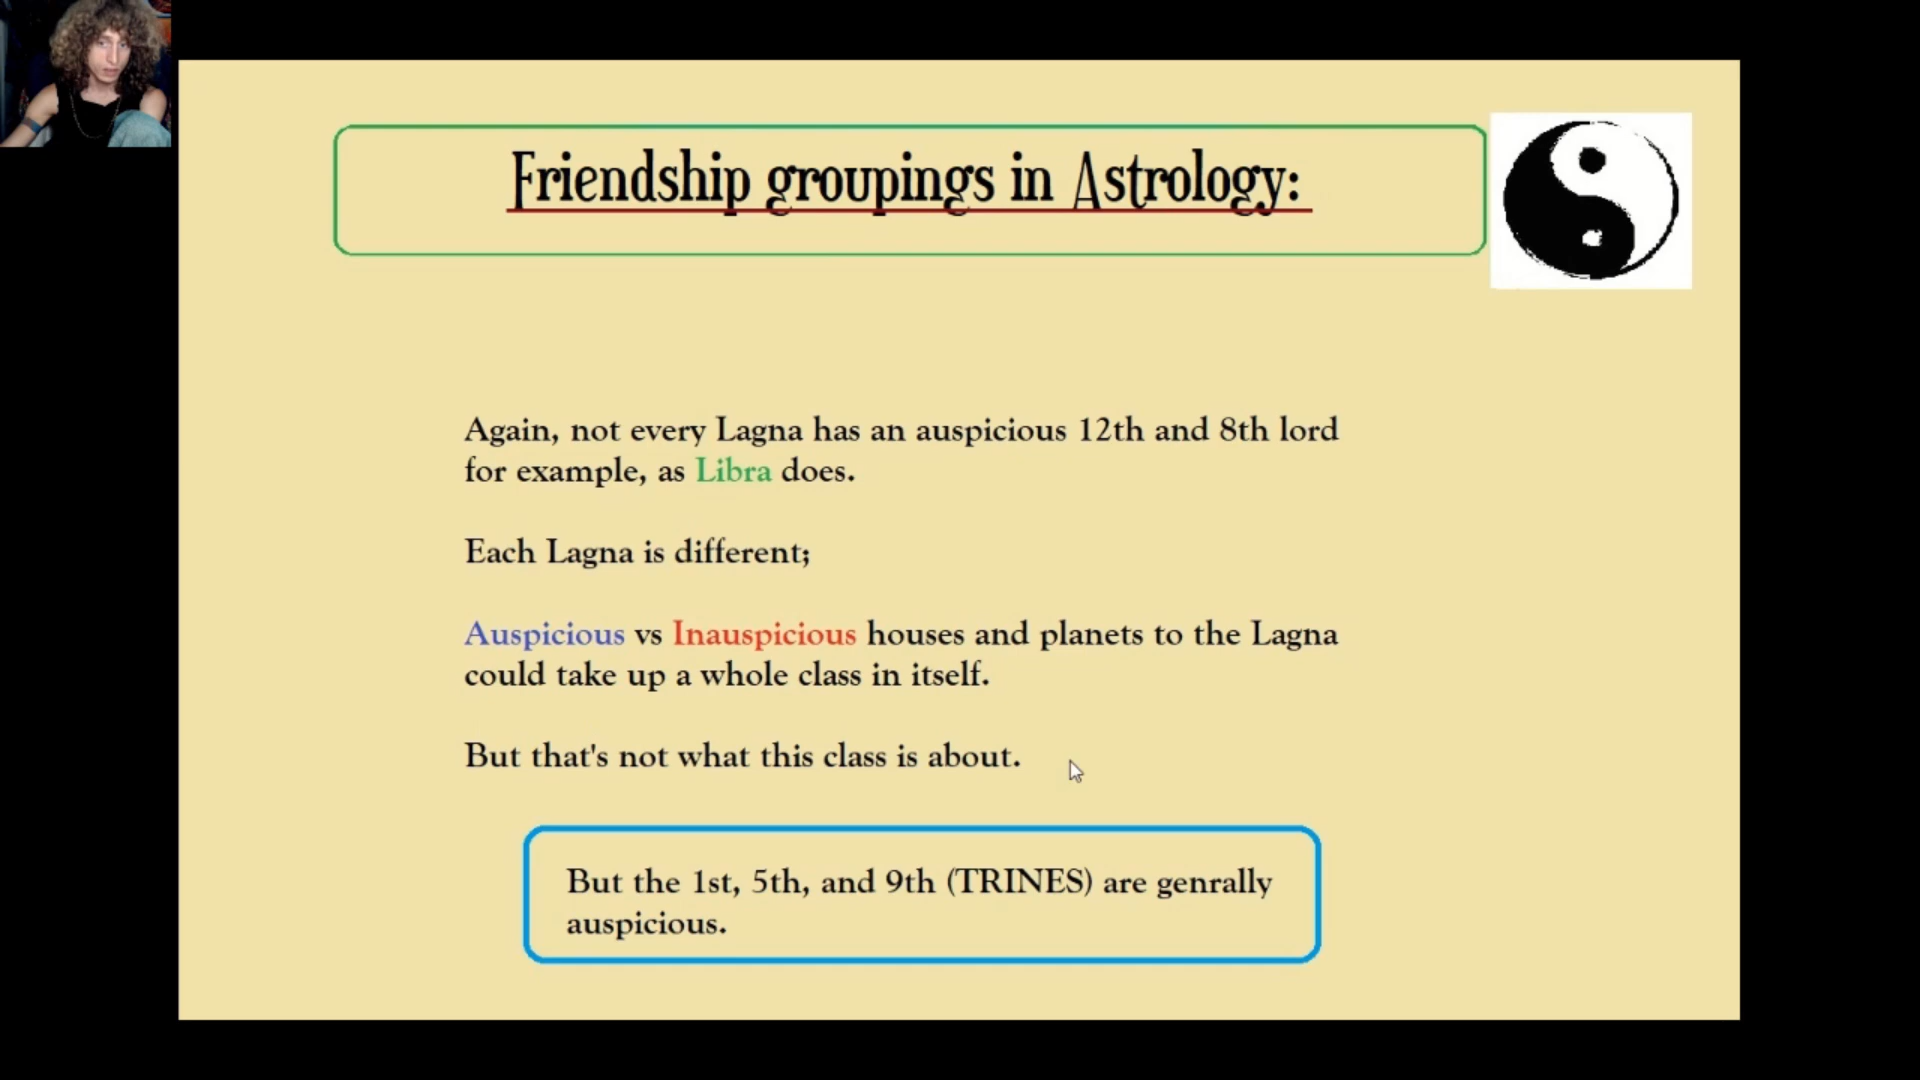 Friendship groupings in Astrology:
Again, not every Lagna has an auspicious 12th and 8th lord
for example, as Libra does.
Each Lagna is different;
Auspicious vs Inauspicious houses and planets to the Lagna
could take up a whole class in itself.
But that's not what this class is about.
But the 1st, 5th, and 9th (TRINES) are genrally
auspicious.